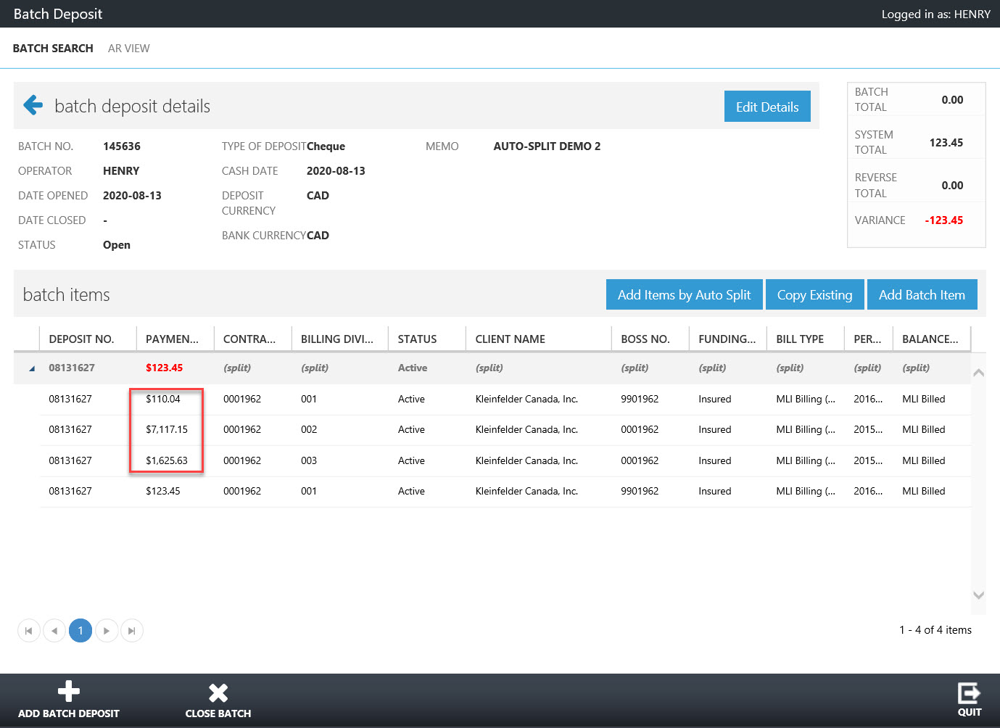 Batch Deposit
Logged in as: HENRY
BATCH SEARCH
AR VIEW
batch deposit details
Edit Details
BATCH NO. 145636
OPERATOR HENRY
DATE OPENED 2020-08-13
DATE CLOSED -
STATUS Open
TYPE OF DEPOSIT Cheque
CASH DATE 2020-08-13
DEPOSIT CAD
CURRENCY
BANK CURRENCY CAD
MEMO AUTO-SPLIT DEMO 2
BATCH
TOTAL 0.00
SYSTEM
TOTAL 123.45
REVERSE
TOTAL 0.00
VARIANCE -123.45
batch items
Add Items by Auto Split
Copy Existing
Add Batch Item
DEPOSIT NO. PAYMEN... CONTRA... BILLING DIVI... STATUS CLIENT NAME BOSS NO. FUNDING... BILL TYPE PER... BALANCE...
08131627 $123.45 (split) (split) Active (split) (split) (split) (split) (split) (split)
08131627 $110.04 0001962 001 Active Kleinfelder Canada, Inc. 9901962 Insured MLI Billing (... 2016... MLI Billed
08131627 $7,117.15 0001962 002 Active Kleinfelder Canada, Inc. 0001962 Insured MLI Billing (... 2015... MLI Billed
08131627 $1,625.63 0001962 003 Active Kleinfelder Canada, Inc. 0001962 Insured MLI Billing (... 2015... MLI Billed
08131627 $123.45 0001962 001 Active Kleinfelder Canada, Inc. 9901962 Insured MLI Billing (... 2016... MLI Billed
1
1 - 4 of 4 items
ADD BATCH DEPOSIT
CLOSE BATCH
QUIT